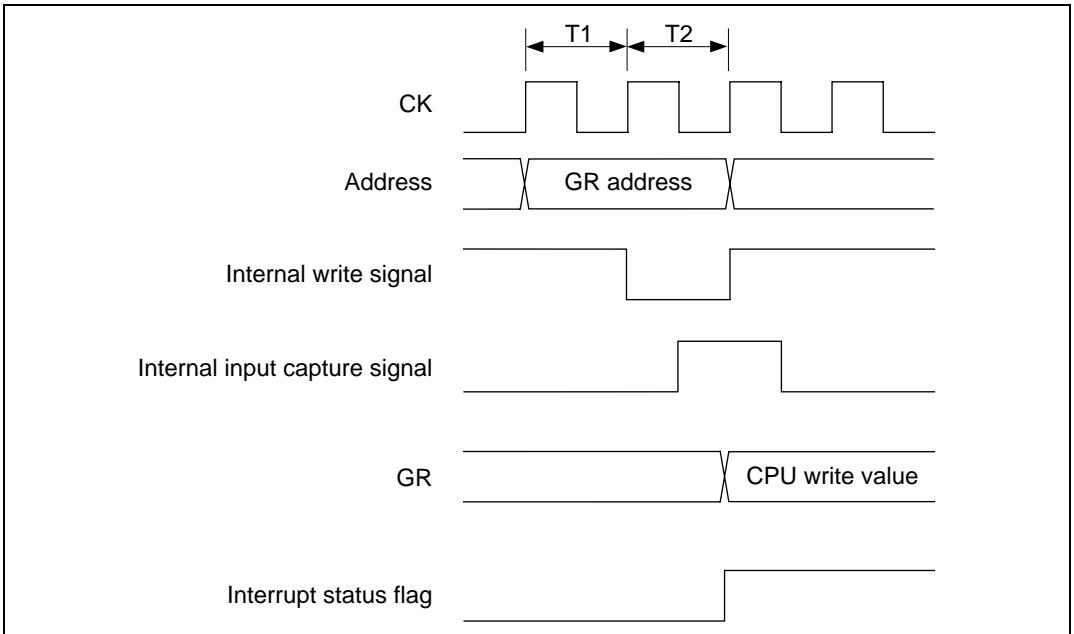 T1 T2
CK
Address GR address
Internal write signal
Internal input capture signal
GR CPU write value
Interrupt status flag